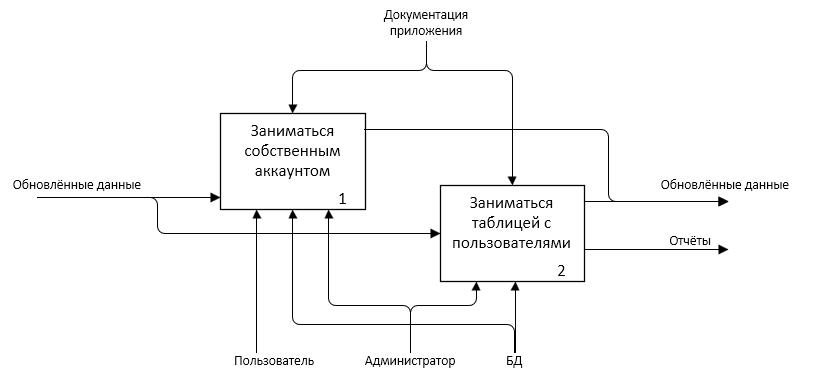 Документация
приложения
Заниматься
собственным
аккаунтом
1
Обновлённые данные
Заниматься
таблицей с
пользователями
2
Обновлённые данные
Отчёты
Пользователь
Администратор
БД